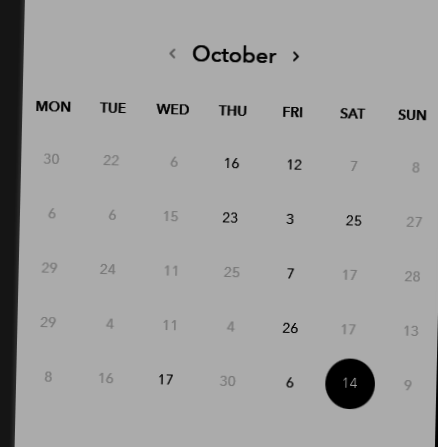 ‹ October ›
MON TUE WED THU FRI SAT SUN
30 22 6 16 12 7 8
6 6 15 23 3 25 27
29 24 11 25 7 17 28
29 4 11 4 26 17 13
8 16 17 30 6 14 9